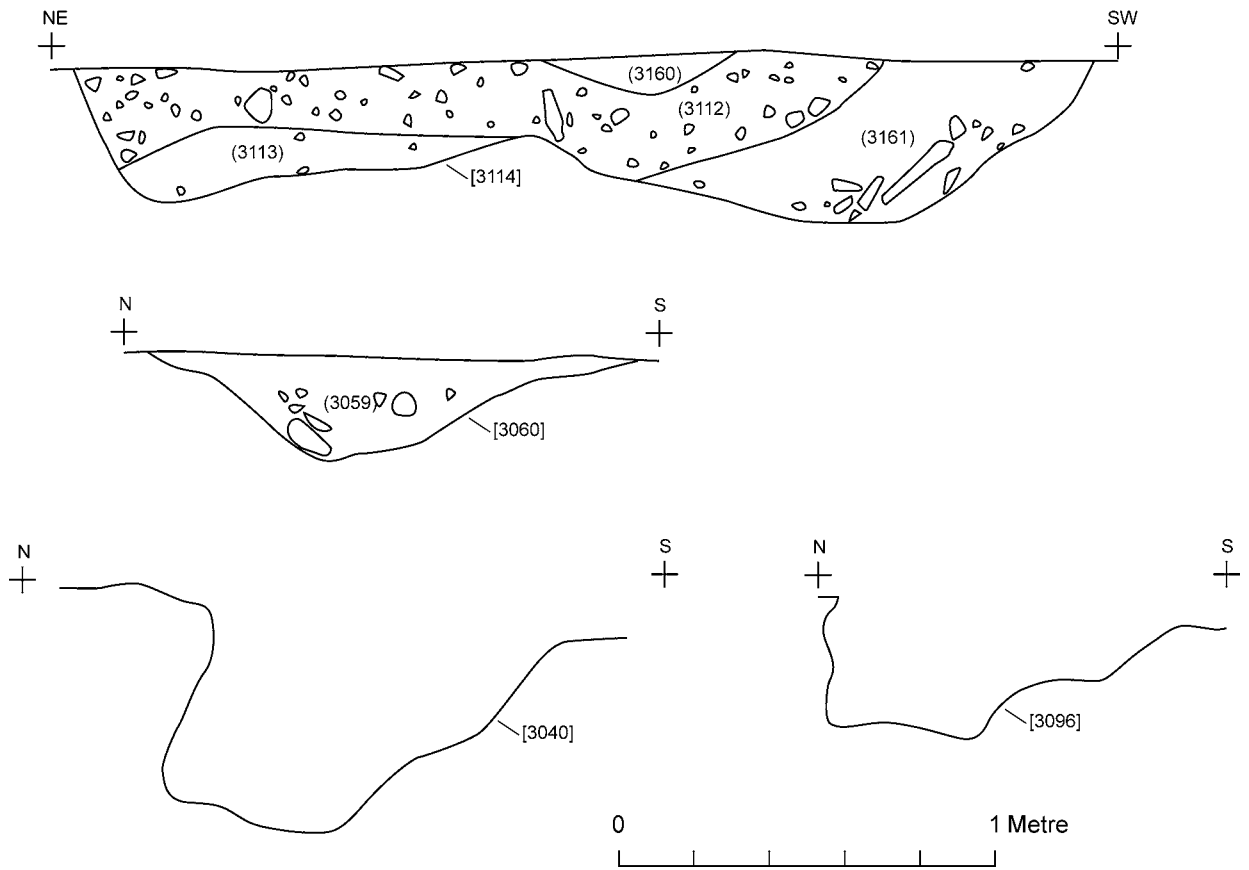 NE SW
(3160)
(3112)
(3113)
(3161)
[3114]
N S
(3059)
[3060]
N S
N S
[3040]
[3096]
0 1 Metre